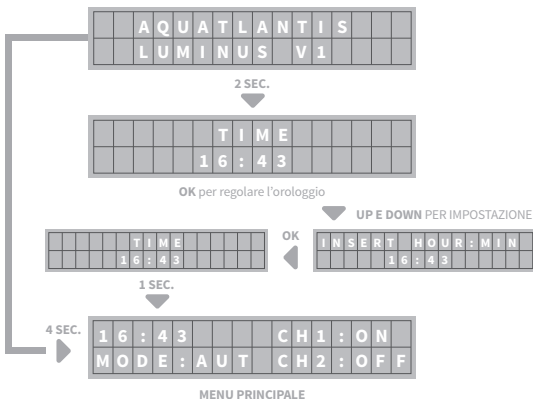 AQUATLANTIS
LUMINUS V1
2 SEC.
TIME
16:43
OK per regolare l'orologgio
UP E DOWN PER IMPOSTAZIONE
OK
TIME
16:43
INSERT HOUR:MIN
16:43
1 SEC.
4 SEC.
16:43 CH1:ON
MODE:AUT CH2:OFF
MENU PRINCIPALE